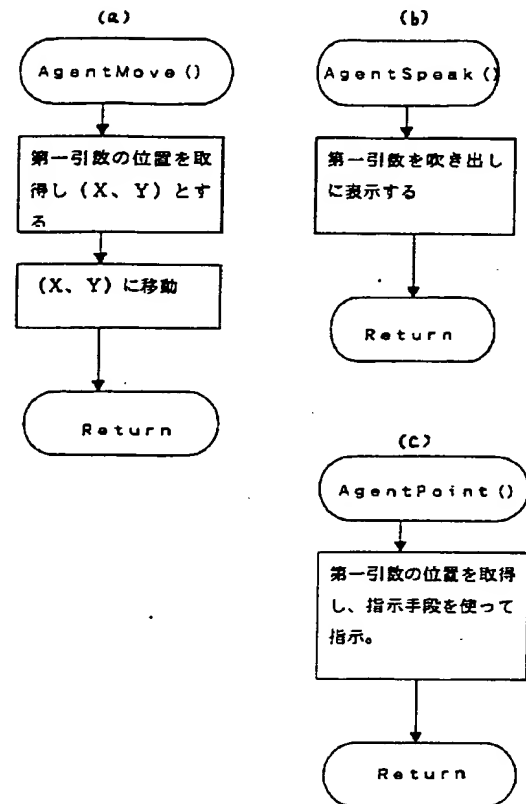 (a)
AgentMove()
第一引数の位置を取
得し(X、Y)とす
る
(X、Y)に移動
Return
(b)
AgentSpeak()
第一引数を吹き出し
に表示する
Return
(c)
AgentPoint()
第一引数の位置を取得
し、指示手段を使って
指示。
Return